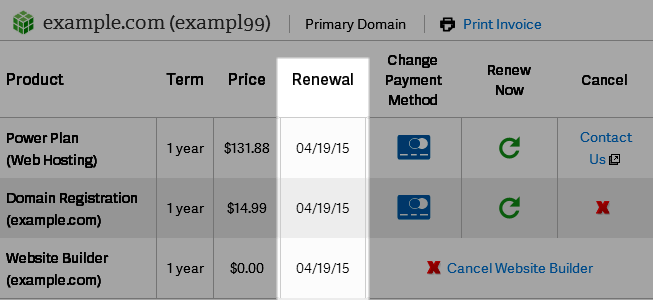 example.com (exampl99) Primary Domain Print Invoice
Product Term Price Renewal Change Payment Method Renew Now Cancel
Power Plan (Web Hosting) 1 year $131.88 04/19/15 Contact Us
Domain Registration (example.com) 1 year $14.99 04/19/15
Website Builder (example.com) 1 year $0.00 04/19/15 Cancel Website Builder